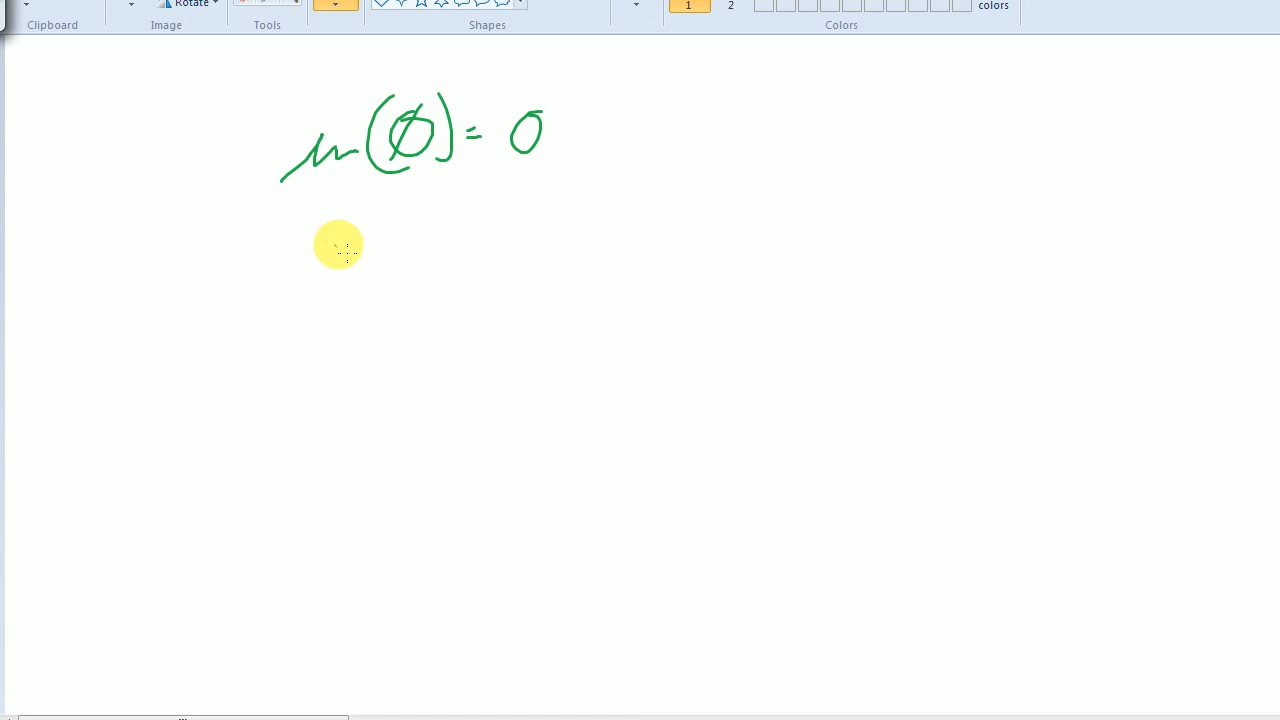 Rotate
1 2 colors
Clipboard Image Tools Shapes Colors
μ(∅) = 0